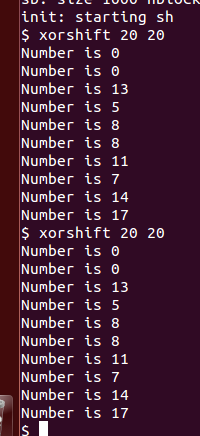 sb: size 1000 nblock
init: starting sh
$ xorshift 20 20
Number is 0
Number is 0
Number is 13
Number is 5
Number is 8
Number is 8
Number is 11
Number is 7
Number is 14
Number is 17
$ xorshift 20 20
Number is 0
Number is 0
Number is 13
Number is 5
Number is 8
Number is 8
Number is 11
Number is 7
Number is 14
Number is 17
$